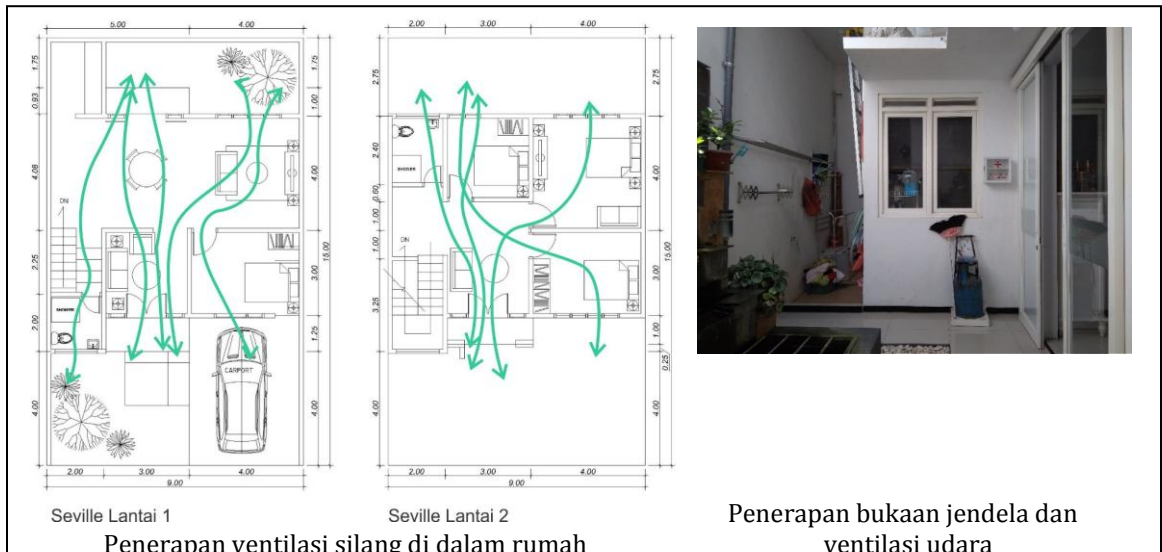 5.00 4.00
1.75
0.93
4.08
2.25
2.00
4.00
1.75
1.00
4.00
3.00
1.25
4.00
15.00
DN
CARPORT
2.00 3.00 4.00
9.00
Seville Lantai 1
2.00 3.00 4.00
2.75
2.40
0.60
1.00
1.00
3.25
4.00
2.75
4.00
3.00
1.00
0.25
4.00
15.00
SHOWER
DN
2.00 3.00 4.00
9.00
Seville Lantai 2
Penerapan ventilasi silang di dalam rumah
Penerapan bukaan jendela dan
ventilasi udara